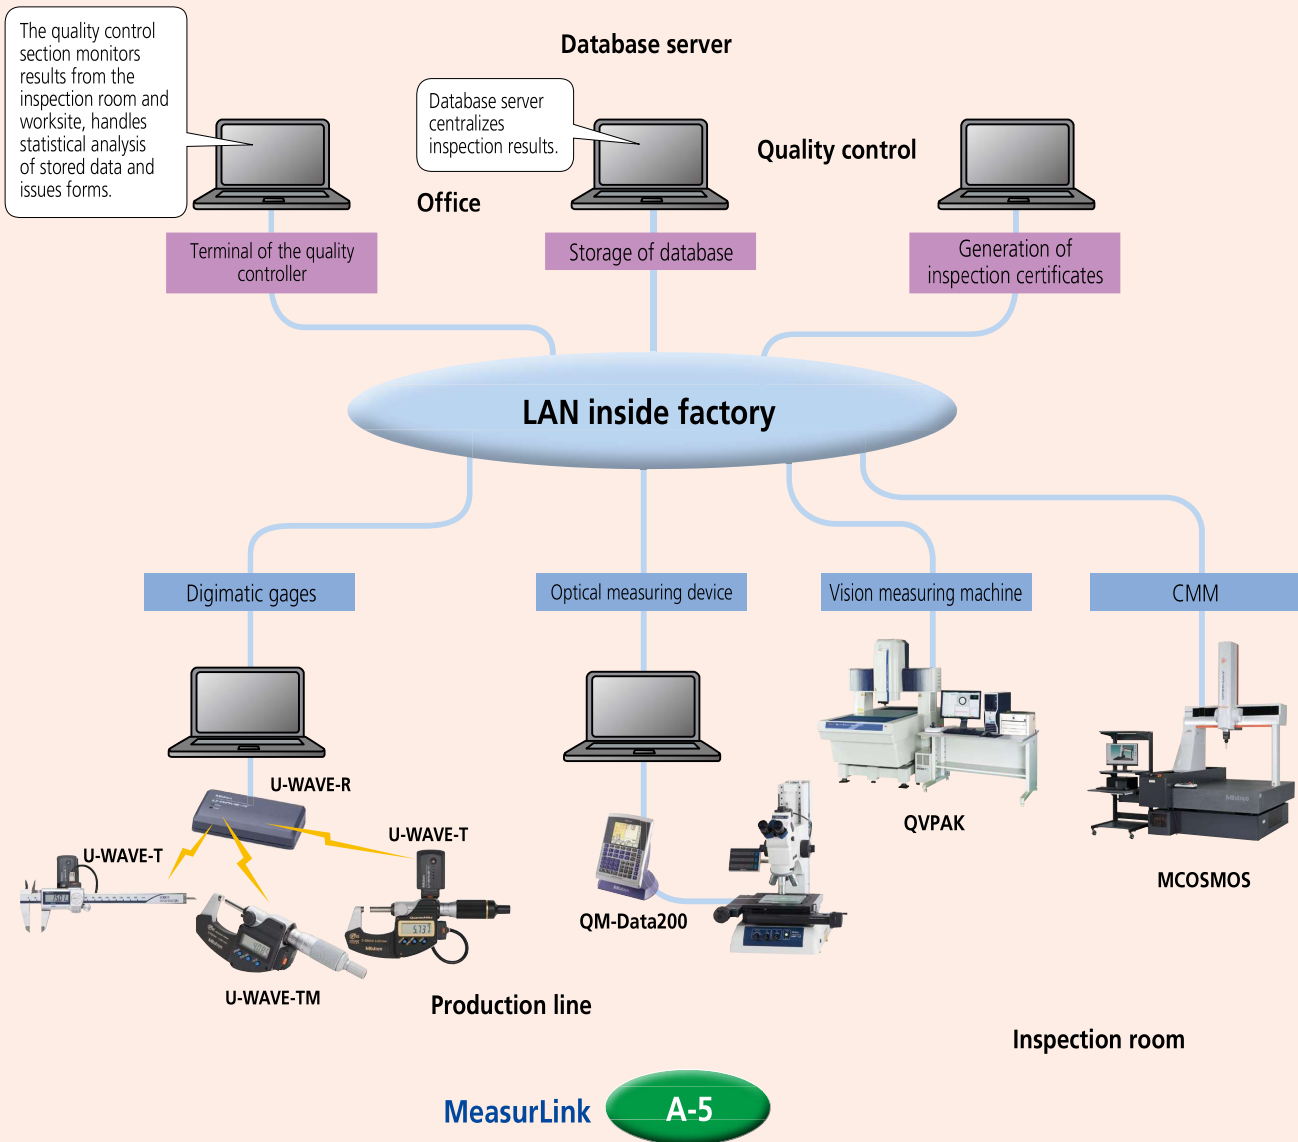 The quality control
section monitors
results from the
inspection room and
worksite, handles
statistical analysis
of stored data and
issues forms.
Database server
Database server
centralizes
inspection results.
Quality control
Office
Terminal of the quality
controller
Storage of database
Generation of
inspection certificates
LAN inside factory
Digimatic gages
Optical measuring device
Vision measuring machine
CMM
U-WAVE-R
U-WAVE-T
U-WAVE-T
QVPAK
MCOSMOS
QM-Data200
U-WAVE-TM
Production line
Inspection room
MeasurLink
A-5